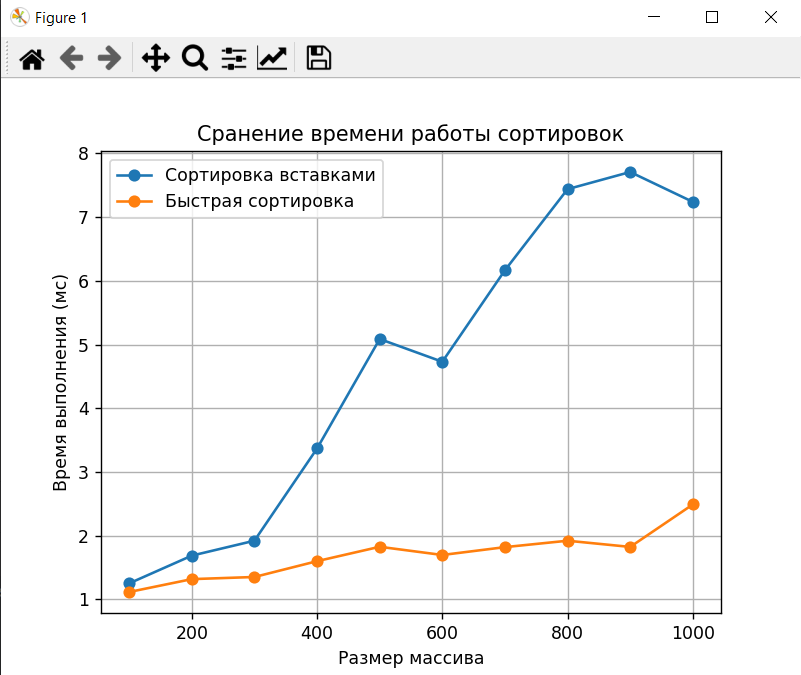 Figure 1
Сранение времени работы сортировок
Сортировка вставками
Быстрая сортировка
8
7
6
5
4
3
2
1
Время выполнения (мс)
200 400 600 800 1000
Размер массива